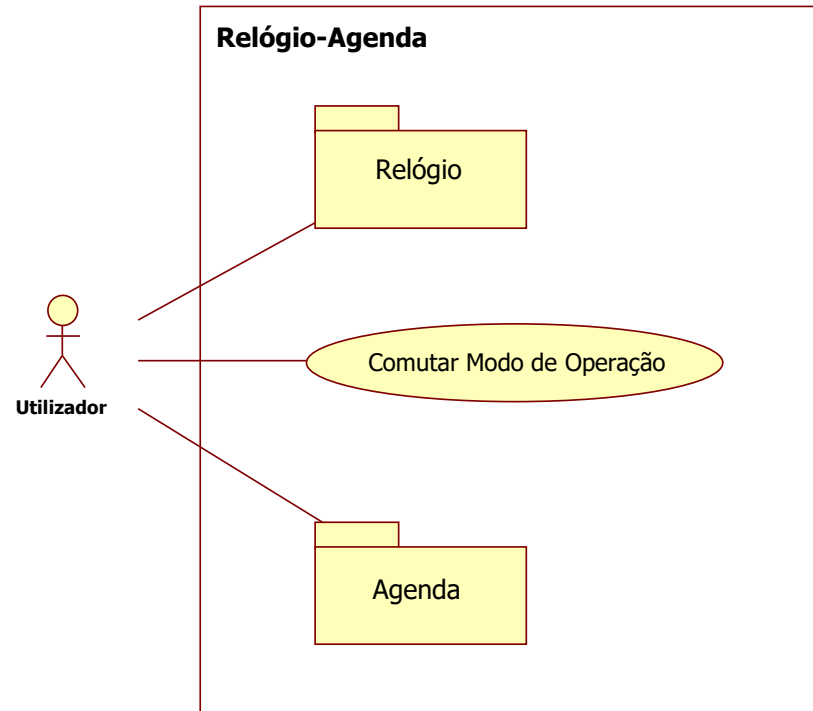 Relógio-Agenda
Relógio
Comutar Modo de Operação
Utilizador
Agenda